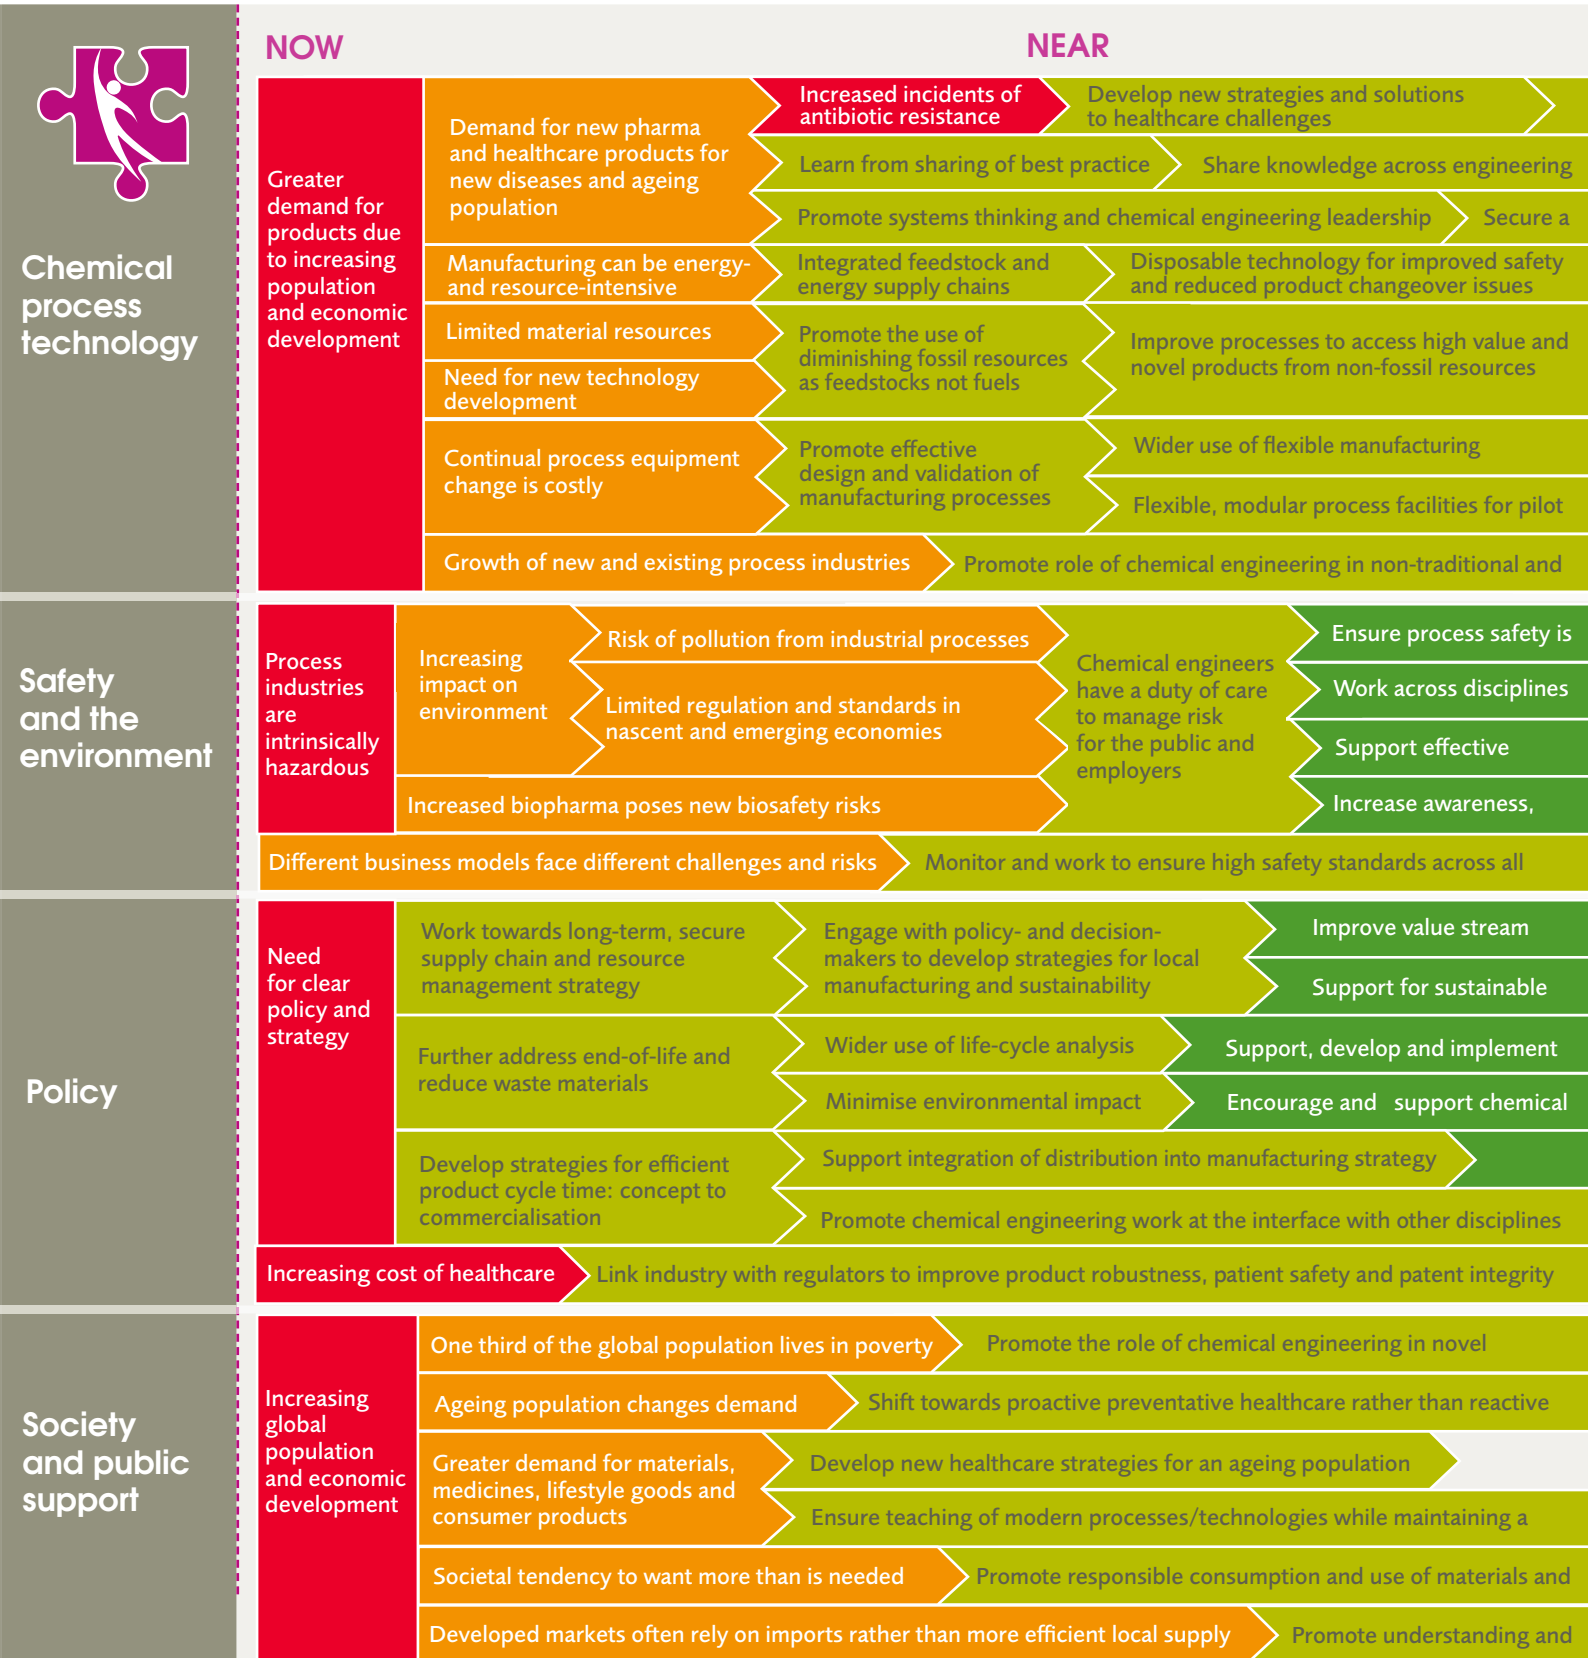 NOW
NEAR
Chemical
process
technology
Greater
demand for
products due
to increasing
population
and economic
development
Demand for new pharma
and healthcare products for
new diseases and ageing
population
Increased incidents of
antibiotic resistance
Develop new strategies and solutions
to healthcare challenges
Learn from sharing of best practice
Share knowledge across engineering
Promote systems thinking and chemical engineering leadership
Secure a
Manufacturing can be energy-
and resource-intensive
Integrated feedstock and
energy supply chains
Disposable technology for improved safety
and reduced product changeover issues
Limited material resources
Need for new technology
development
Promote the use of
diminishing fossil resources
as feedstocks not fuels
Improve processes to access high value and
novel products from non-fossil resources
Continual process equipment
change is costly
Promote effective
design and validation of
manufacturing processes
Wider use of flexible manufacturing
Flexible, modular process facilities for pilot
Growth of new and existing process industries
Promote role of chemical engineering in non-traditional and
Safety
and the
environment
Process
industries
are
intrinsically
hazardous
Increasing
impact on
environment
Risk of pollution from industrial processes
Limited regulation and standards in
nascent and emerging economies
Increased biopharma poses new biosafety risks
Chemical engineers
have a duty of care
to manage risk
for the public and
employers
Ensure process safety is
Work across disciplines
Support effective
Increase awareness,
Different business models face different challenges and risks
Monitor and work to ensure high safety standards across all
Policy
Need
for clear
policy and
strategy
Work towards long-term, secure
supply chain and resource
management strategy
Engage with policy- and decision-
makers to develop strategies for local
manufacturing and sustainability
Improve value stream
Support for sustainable
Further address end-of-life and
reduce waste materials
Wider use of life-cycle analysis
Support, develop and implement
Minimise environmental impact
Encourage and support chemical
Develop strategies for efficient
product cycle time: concept to
commercialisation
Support integration of distribution into manufacturing strategy
Promote chemical engineering work at the interface with other disciplines
Increasing cost of healthcare
Link industry with regulators to improve product robustness, patient safety and patent integrity
Society
and public
support
Increasing
global
population
and economic
development
One third of the global population lives in poverty
Promote the role of chemical engineering in novel
Ageing population changes demand
Shift towards proactive preventative healthcare rather than reactive
Greater demand for materials,
medicines, lifestyle goods and
consumer products
Develop new healthcare strategies for an ageing population
Ensure teaching of modern processes/technologies while maintaining a
Societal tendency to want more than is needed
Promote responsible consumption and use of materials and
Developed markets often rely on imports rather than more efficient local supply
Promote understanding and